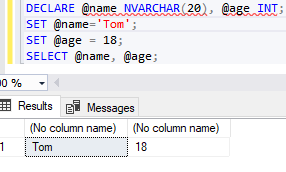 DECLARE @name NVARCHAR(20), @age INT;
SET @name='Tom';
SET @age = 18;
SELECT @name, @age;
00 %
Results Messages
(No column name) (No column name)
1 Tom 18